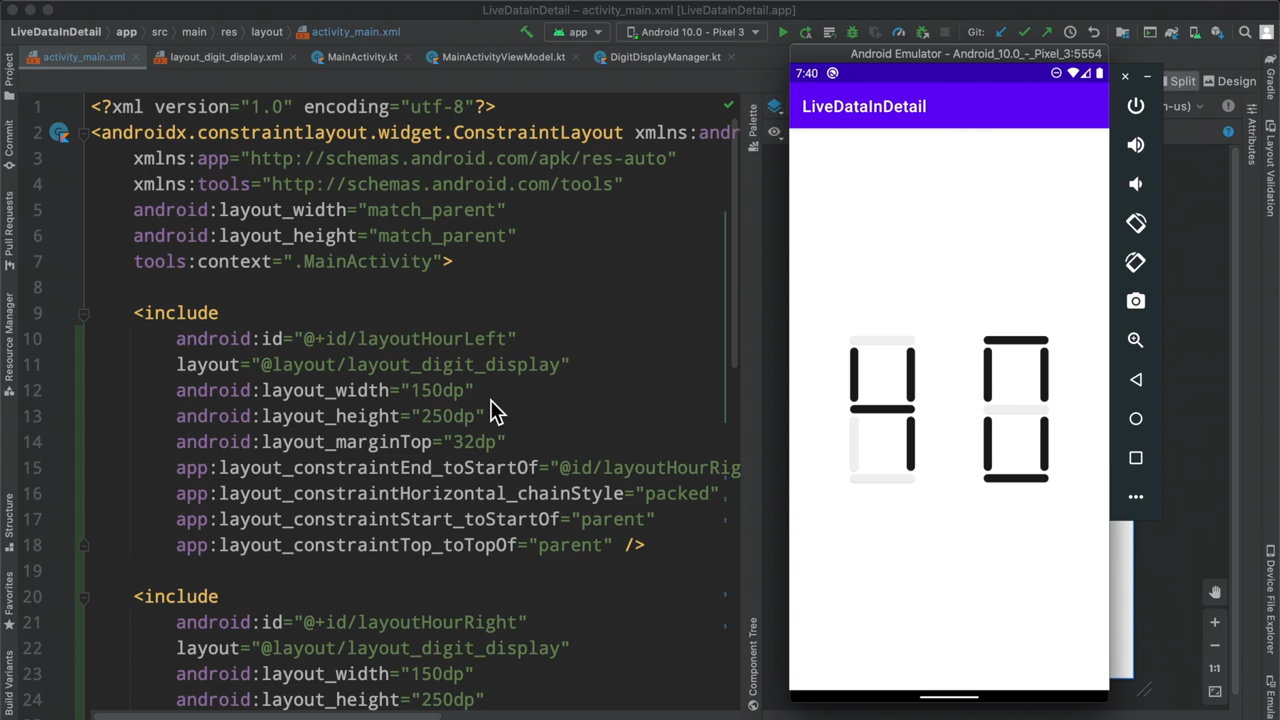 LiveDataInDetail – activity_main.xml [LiveDataInDetail.app]
LiveDataInDetail
app
src
main
res
layout
activity_main.xml
app
Android 10.0 - Pixel 3
Git:
activity_main.xml
layout_digit_display.xml
MainActivity.kt
MainActivityViewModel.kt
DigitDisplayManager.kt
Project
Commit
Pull Requests
Resource Manager
Structure
Favorites
Build Variants
1 <?xml version="1.0" encoding="utf-8"?>
2 <androidx.constraintlayout.widget.ConstraintLayout xmlns:andr
3 xmlns:app="http://schemas.android.com/apk/res-auto"
4 xmlns:tools="http://schemas.android.com/tools"
5 android:layout_width="match_parent"
6 android:layout_height="match_parent"
7 tools:context=".MainActivity">
8
9 <include
10 android:id="@+id/layoutHourLeft"
11 layout="@layout/layout_digit_display"
12 android:layout_width="150dp"
13 android:layout_height="250dp"
14 android:layout_marginTop="32dp"
15 app:layout_constraintEnd_toStartOf="@id/layoutHourRig
16 app:layout_constraintHorizontal_chainStyle="packed"
17 app:layout_constraintStart_toStartOf="parent"
18 app:layout_constraintTop_toTopOf="parent" />
19
20 <include
21 android:id="@+id/layoutHourRight"
22 layout="@layout/layout_digit_display"
23 android:layout_width="150dp"
24 android:layout_height="250dp"
Palette
Component Tree
Android Emulator - Android_10.0_-_Pixel_3:5554
7:40
LiveDataInDetail
40
Split
Design
n-us)
1:1
Gradle
Attributes
Layout Validation
Device File Explorer
Emula